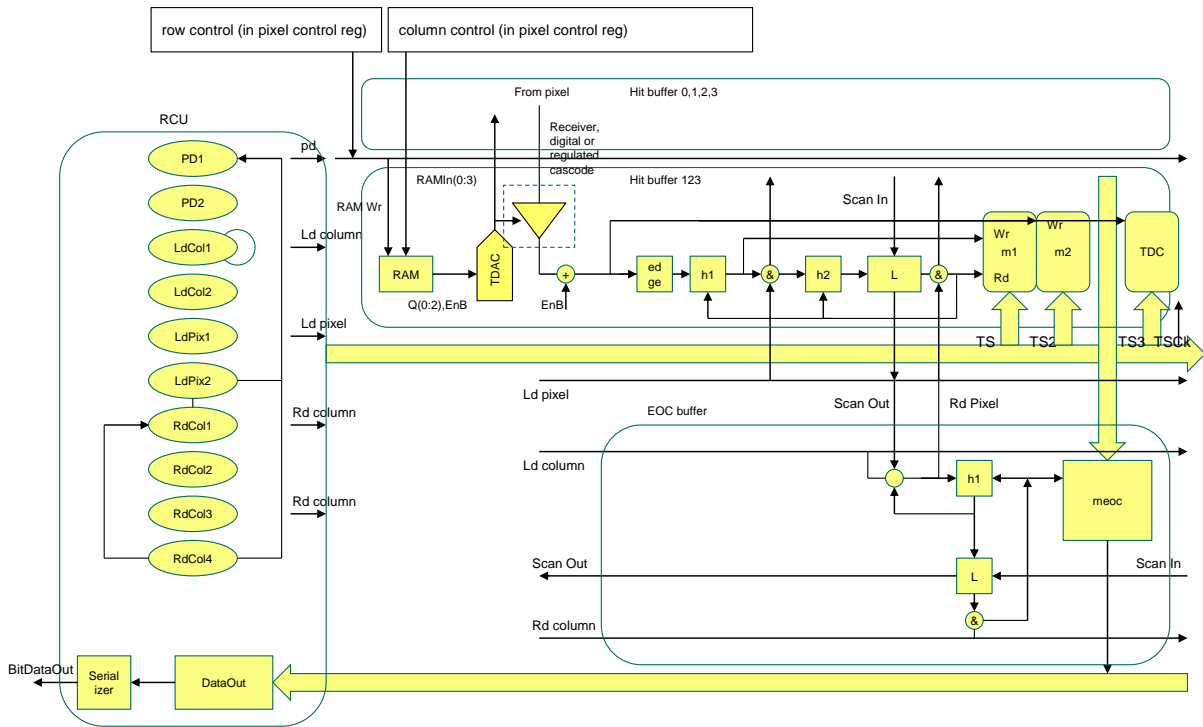 row control (in pixel control reg)
column control (in pixel control reg)
From pixel
Hit buffer 0,1,2,3
RCU
Receiver,
digital or
regulated
cascode
pd
PD1
RAMIn(0:3)
Hit buffer 123
PD2
RAM Wr
Scan In
Ld column
LdCol1
Wr
m1
Wr
m2
TDC
RAM
TDAC
+
ed
ge
h1
&
h2
L
&
Rd
LdCol2
Q(0:2),EnB
EnB
Ld pixel
LdPix1
TS
TS2
TS3
TSCk
LdPix2
Ld pixel
Scan Out
Rd Pixel
Rd column
RdCol1
EOC buffer
RdCol2
Ld column
h1
meoc
Rd column
RdCol3
RdCol4
Scan Out
L
Scan In
Rd column
&
BitDataOut
Serial
izer
DataOut